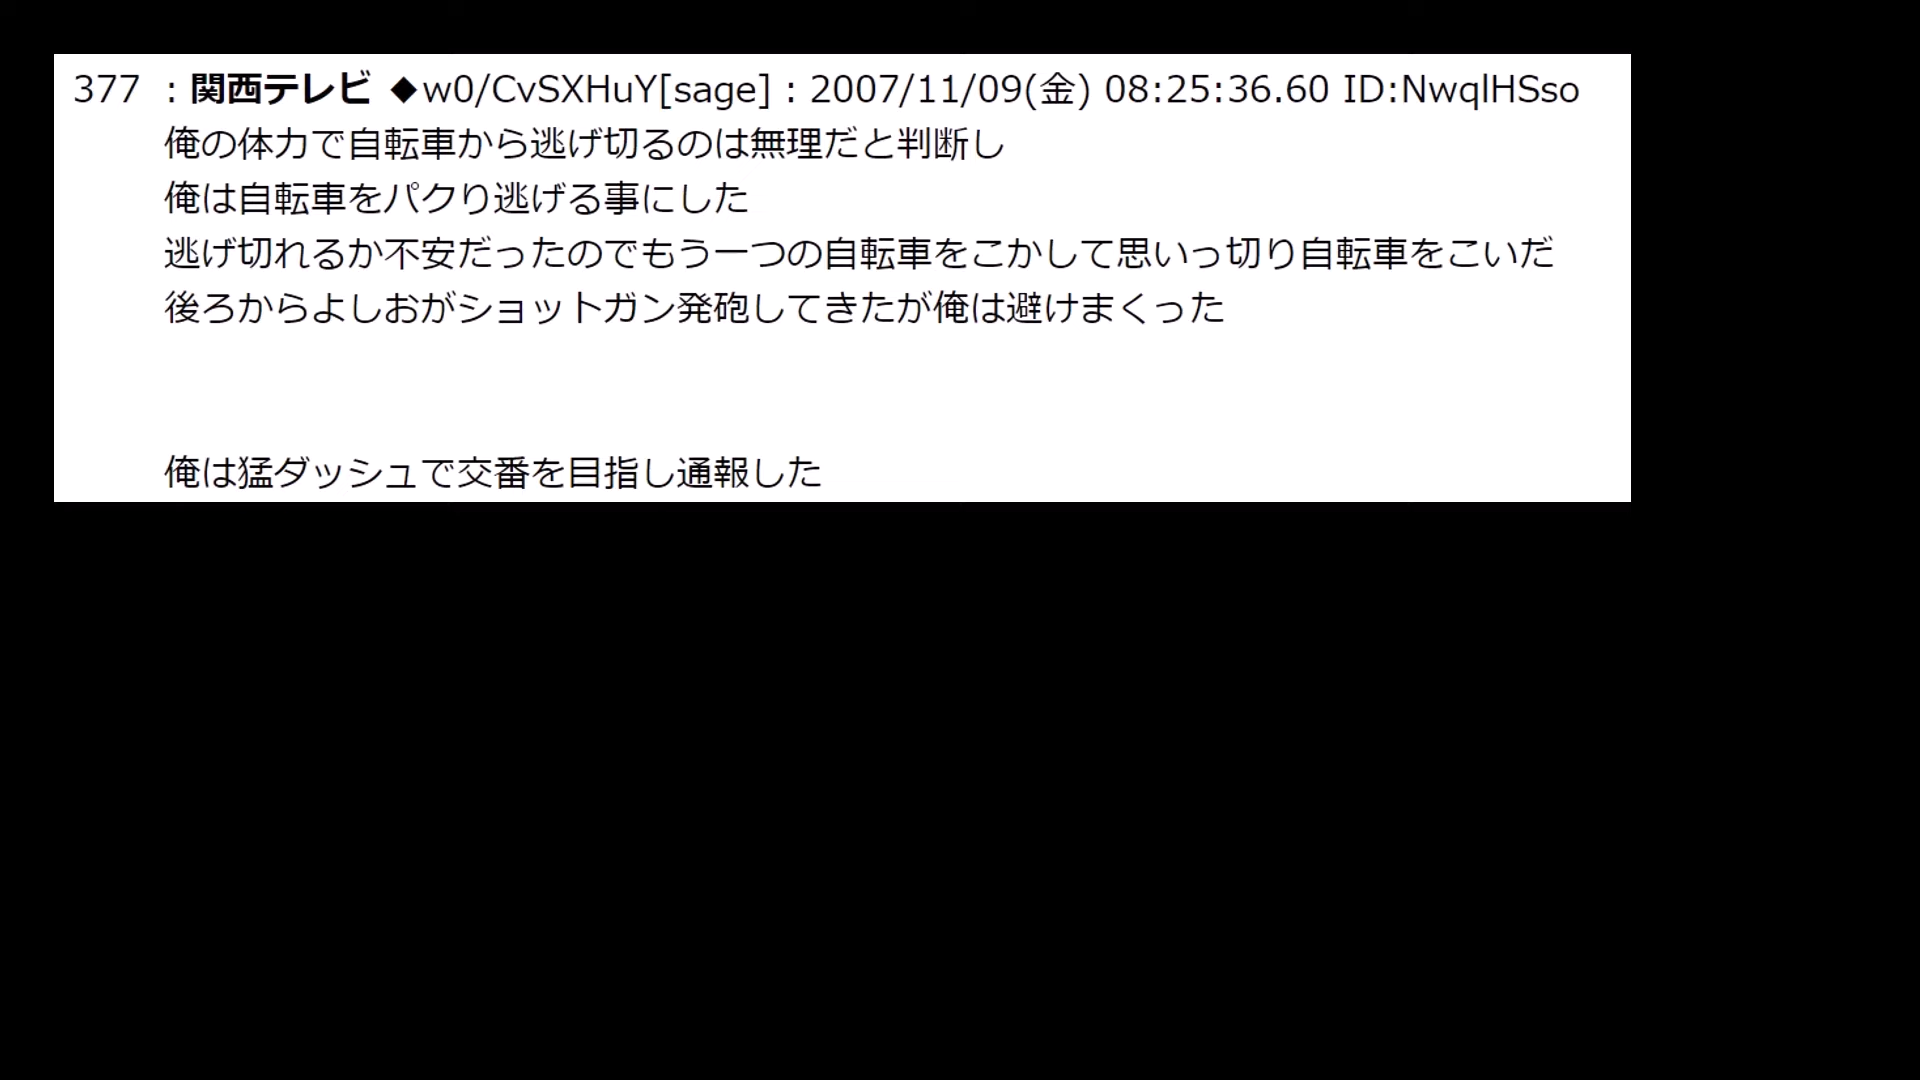 377 ：関西テレビ ◆w0/CvSXHuY[sage]：2007/11/09(金) 08:25:36.60 ID:NwqlHSso
俺の体力で自転車から逃げ切るのは無理だと判断し
俺は自転車をパクり逃げる事にした
逃げ切れるか不安だったのでもう一つの自転車をこかして思いっ切り自転車をこいだ
後ろからよしおがショットガン発砲してきたが俺は避けまくった
俺は猛ダッシュで交番を目指し通報した